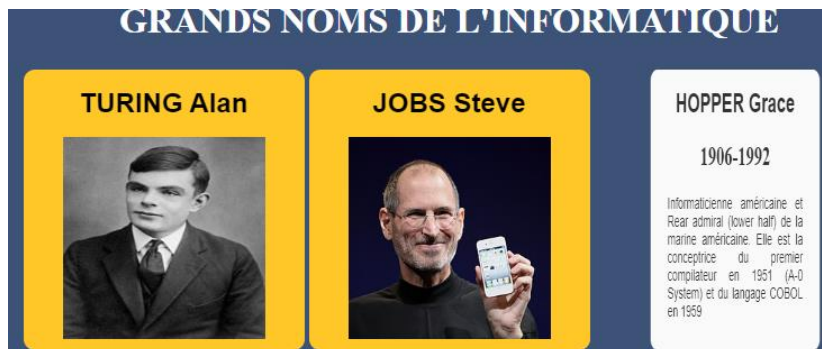 GRANDS NOMS DE L'INFORMATIQUE
TURING Alan
JOBS Steve
HOPPER Grace
1906-1992
Informaticienne américaine et
Rear admiral (lower half) de la
marine américaine. Elle est la
conceptrice du premier
compilateur en 1951 (A-0
System) et du langage COBOL
en 1959